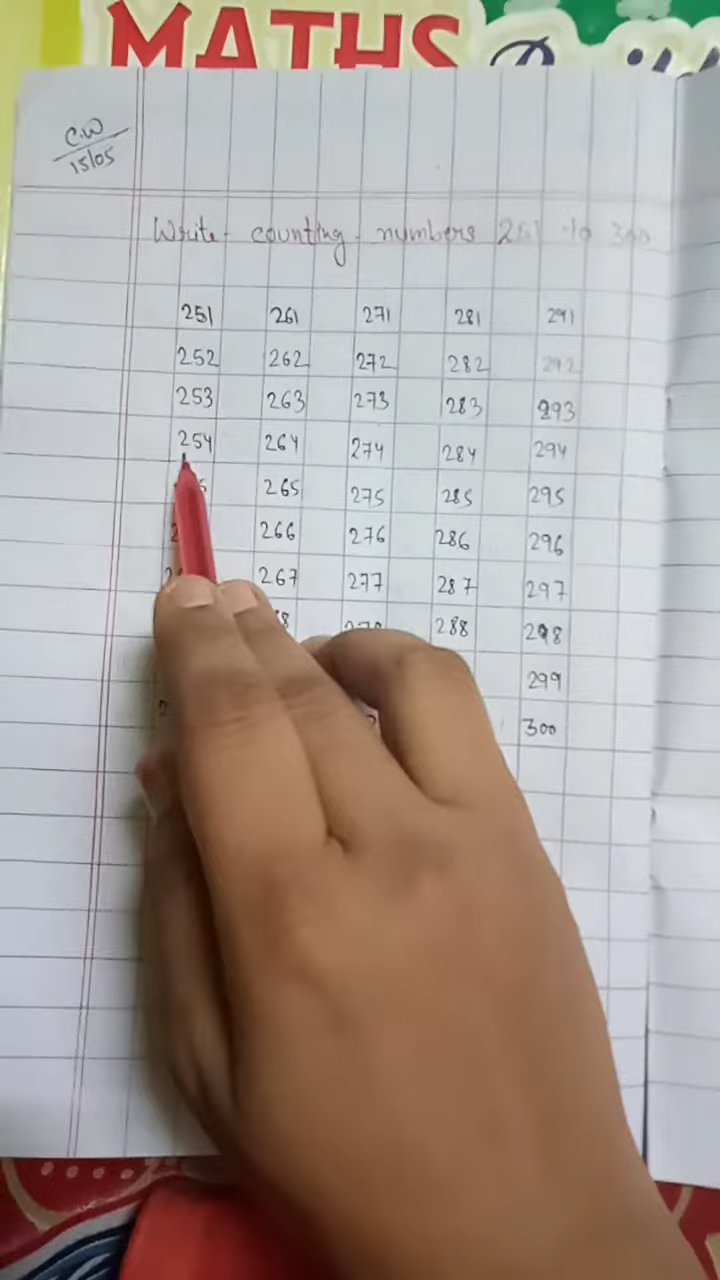 MATHS
C.W
15/05
Write counting numbers 251 to 300
251 261 271 281 291
252 262 272 282 292
253 263 273 283 293
254 264 274 284 294
265 275 285 295
266 276 286 296
267 277 287 297
288 298
299
300